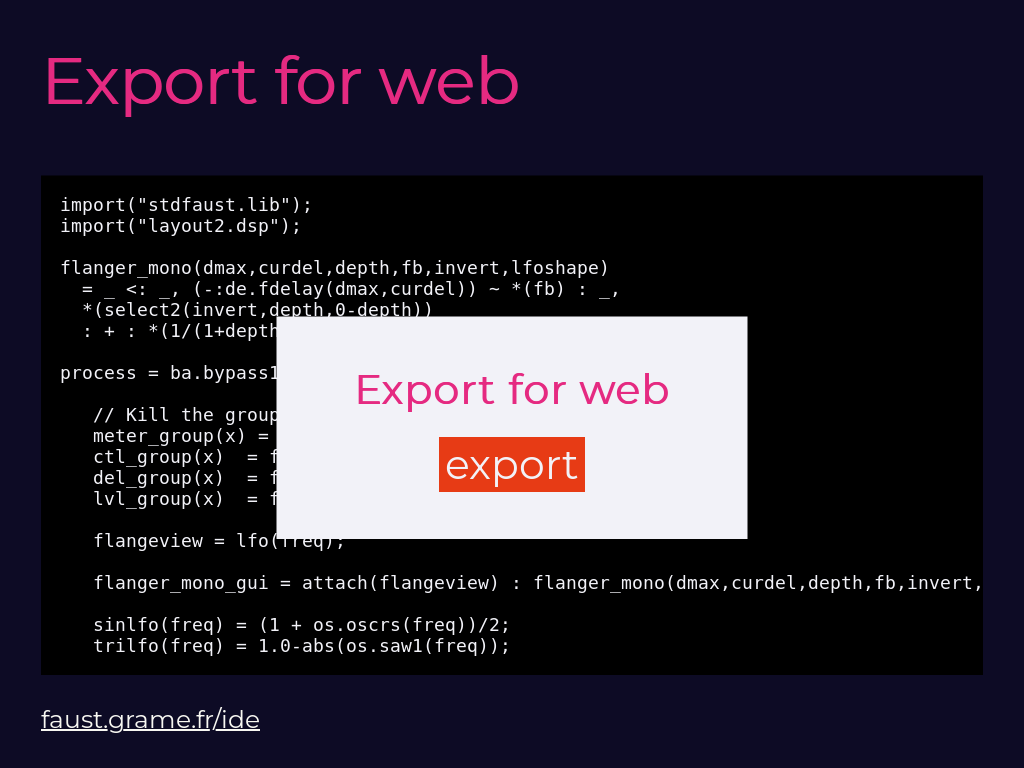 Export for web
import("stdfaust.lib");
import("layout2.dsp");
flanger_mono(dmax,curdel,depth,fb,invert,lfoshape)
= _ <: _, (-:de.fdelay(dmax,curdel)) ~ *(fb) : _,
*(select2(invert,depth,0-depth))
: + : *(1/(1+depth
process = ba.bypass1
// Kill the group
meter_group(x) =
ctl_group(x)  = f
del_group(x)  = f
lvl_group(x)  = f
Export for web
export
flangeview = lfo(freq);
flanger_mono_gui = attach(flangeview) : flanger_mono(dmax,curdel,depth,fb,invert,
sinlfo(freq) = (1 + os.oscrs(freq))/2;
trilfo(freq) = 1.0-abs(os.saw1(freq));
faust.grame.fr/ide